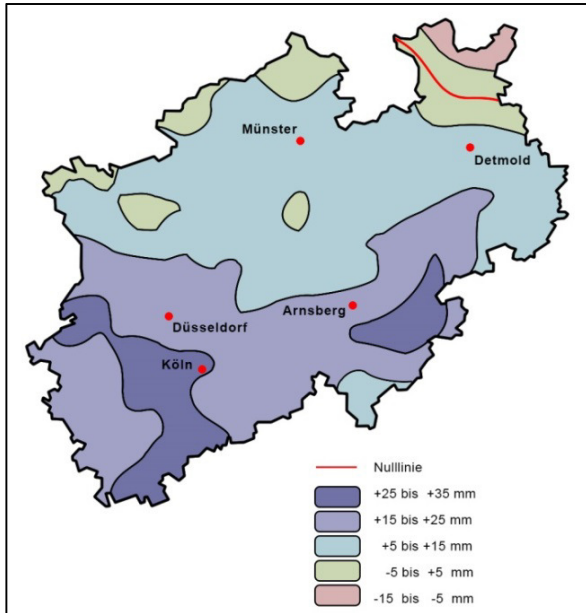 Münster
Detmold
Arnsberg
Düsseldorf
Köln
Nulllinie
+25 bis +35 mm
+15 bis +25 mm
+5 bis +15 mm
-5 bis +5 mm
-15 bis -5 mm